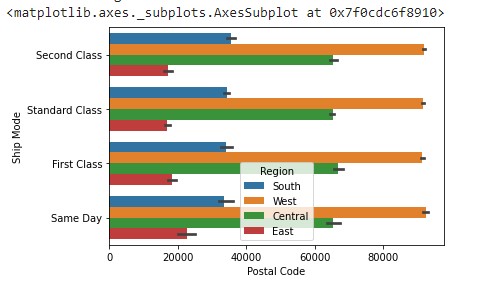 <matplotlib.axes._subplots.AxesSubplot at 0x7f0cdc6f8910>
Ship Mode
Second Class
Standard Class
First Class
Same Day
Region
South
West
Central
East
0 20000 40000 60000 80000
Postal Code